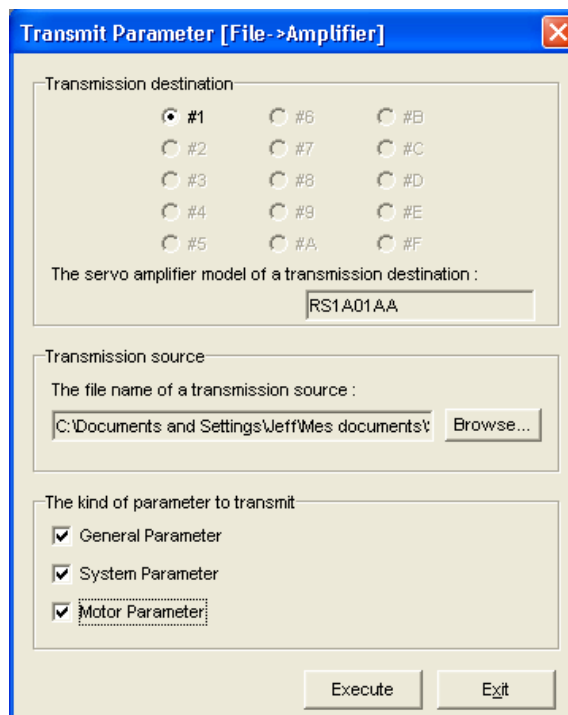 Transmit Parameter [File->Amplifier]
Transmission destination
#1 #6 #B
#2 #7 #C
#3 #8 #D
#4 #9 #E
#5 #A #F
The servo amplifier model of a transmission destination :
RS1A01AA
Transmission source
The file name of a transmission source :
C:\Documents and Settings\Jeff\Mes documents\ Browse...
The kind of parameter to transmit
General Parameter
System Parameter
Motor Parameter
Execute Exit